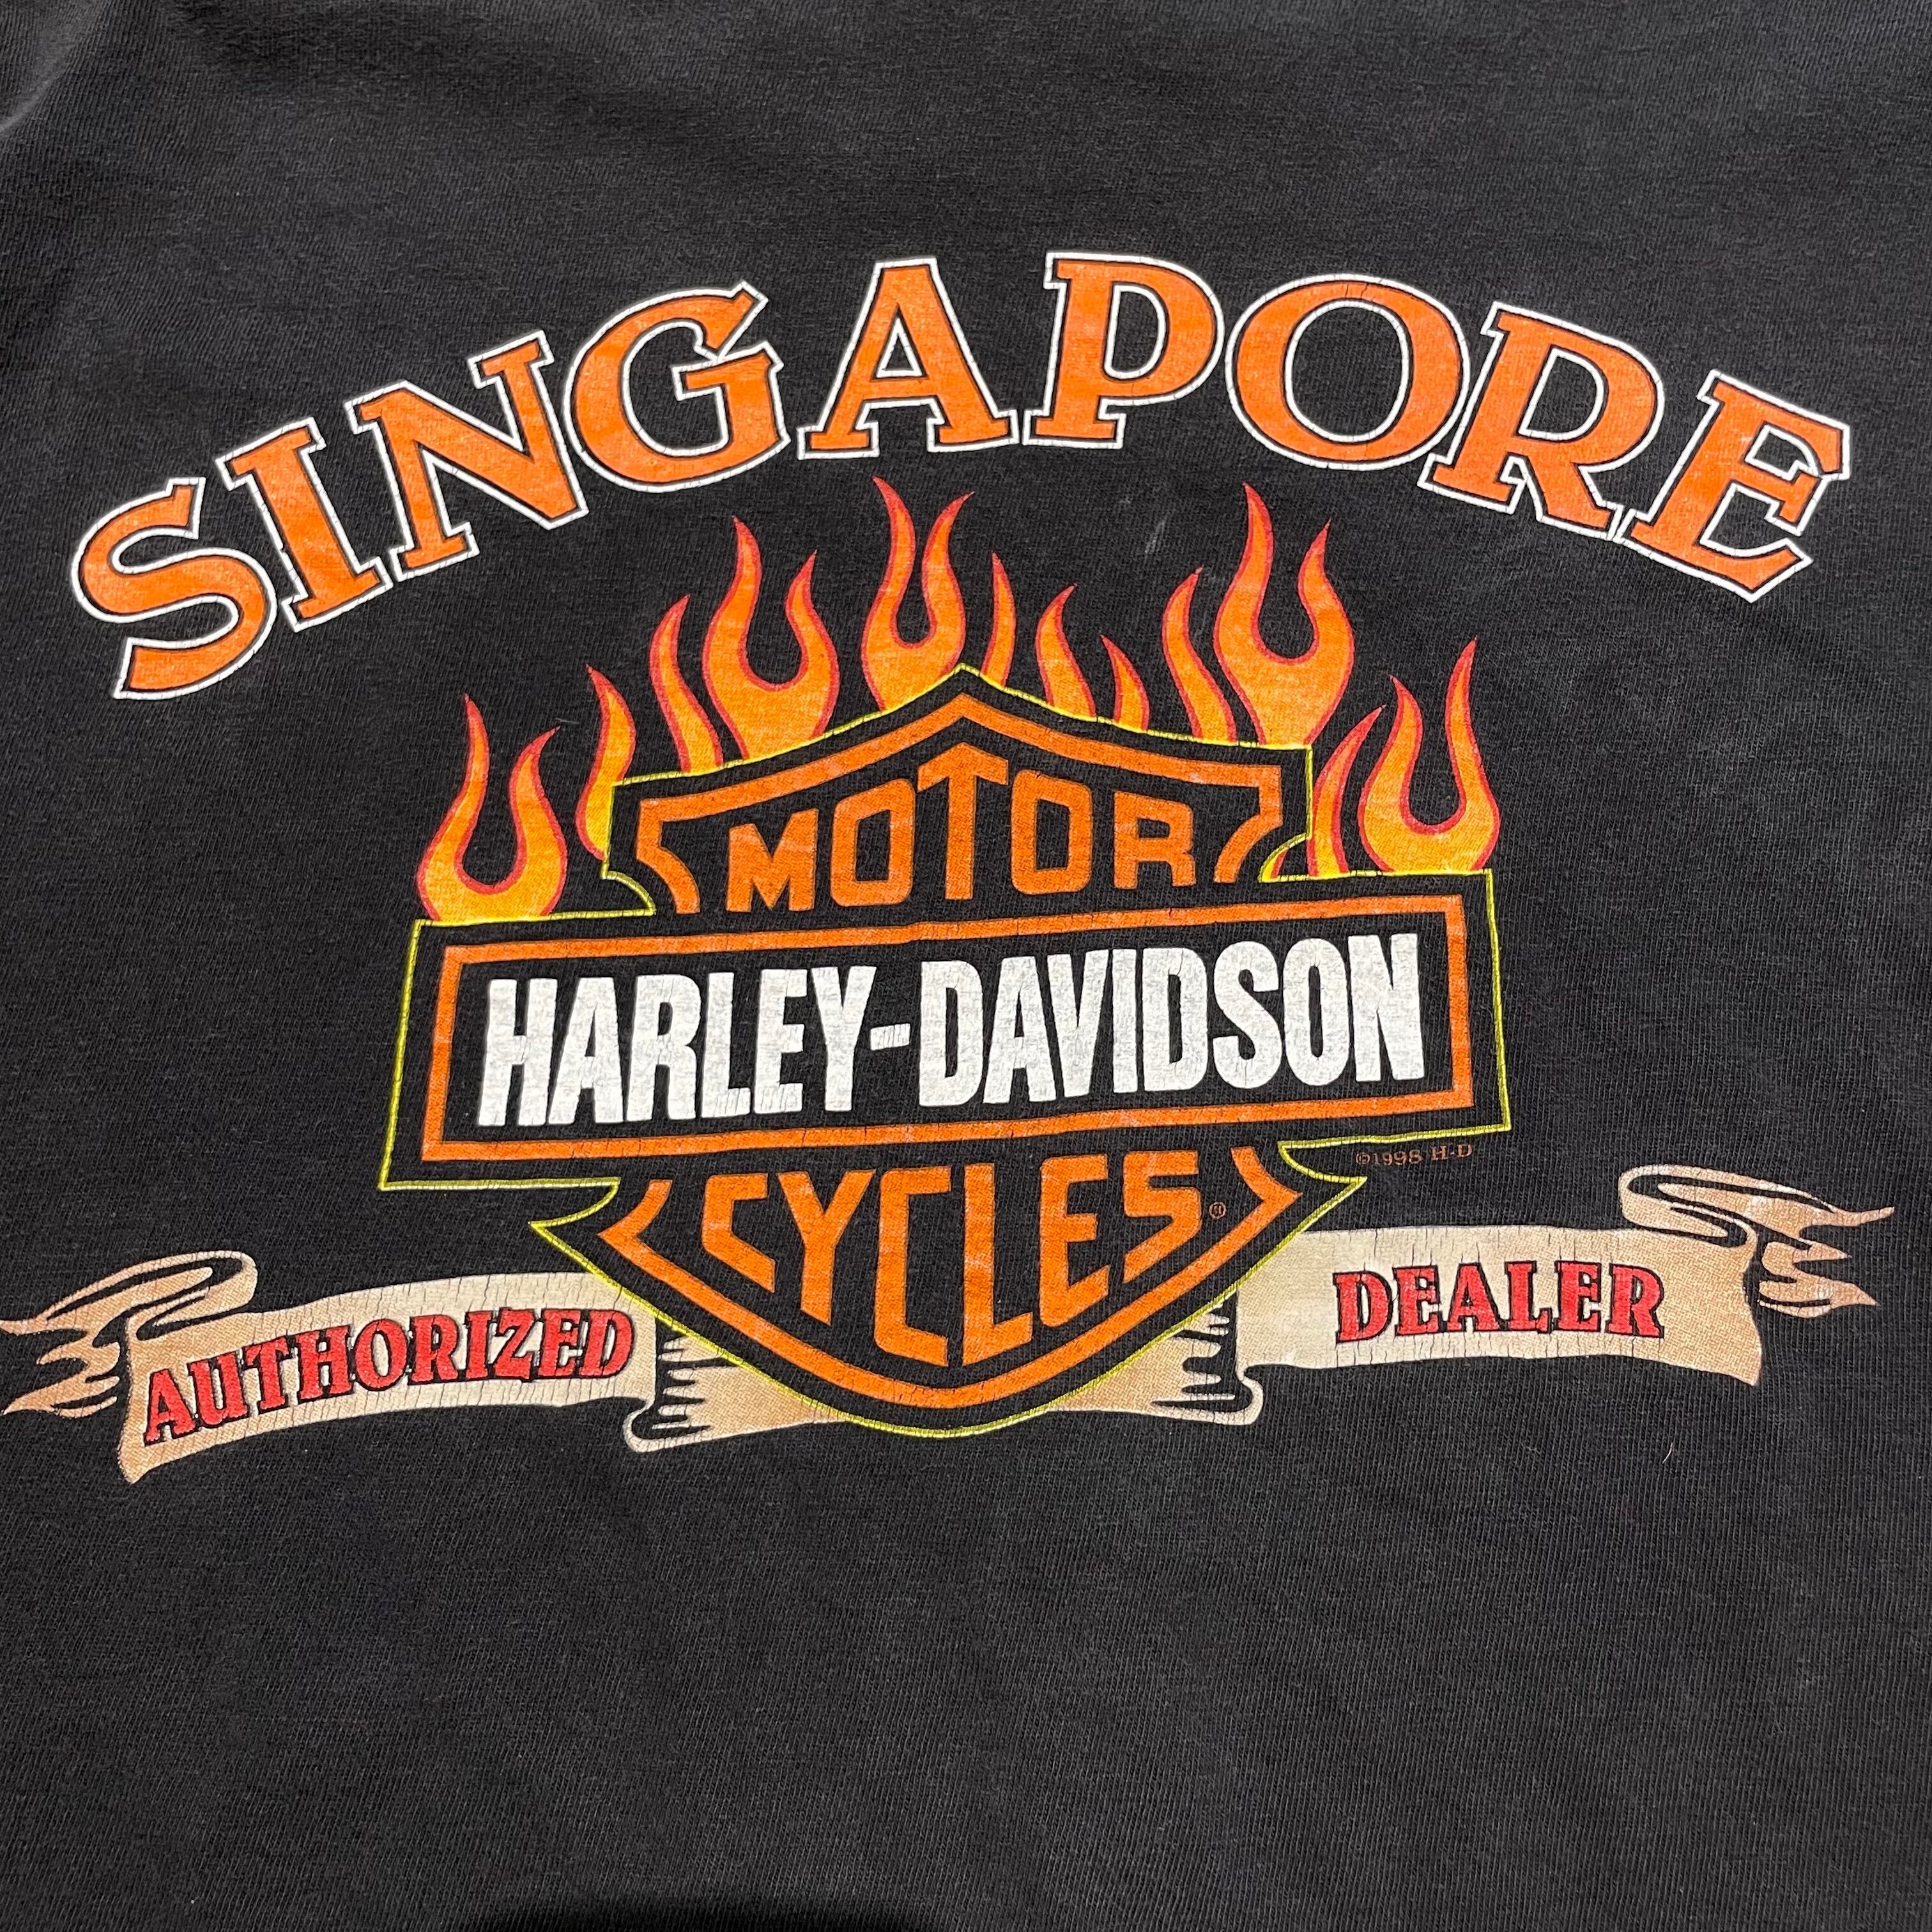 SINGAPORE
MOTOR
HARLEY-DAVIDSON
©1998 H-D
CYCLES®
AUTHORIZED DEALER